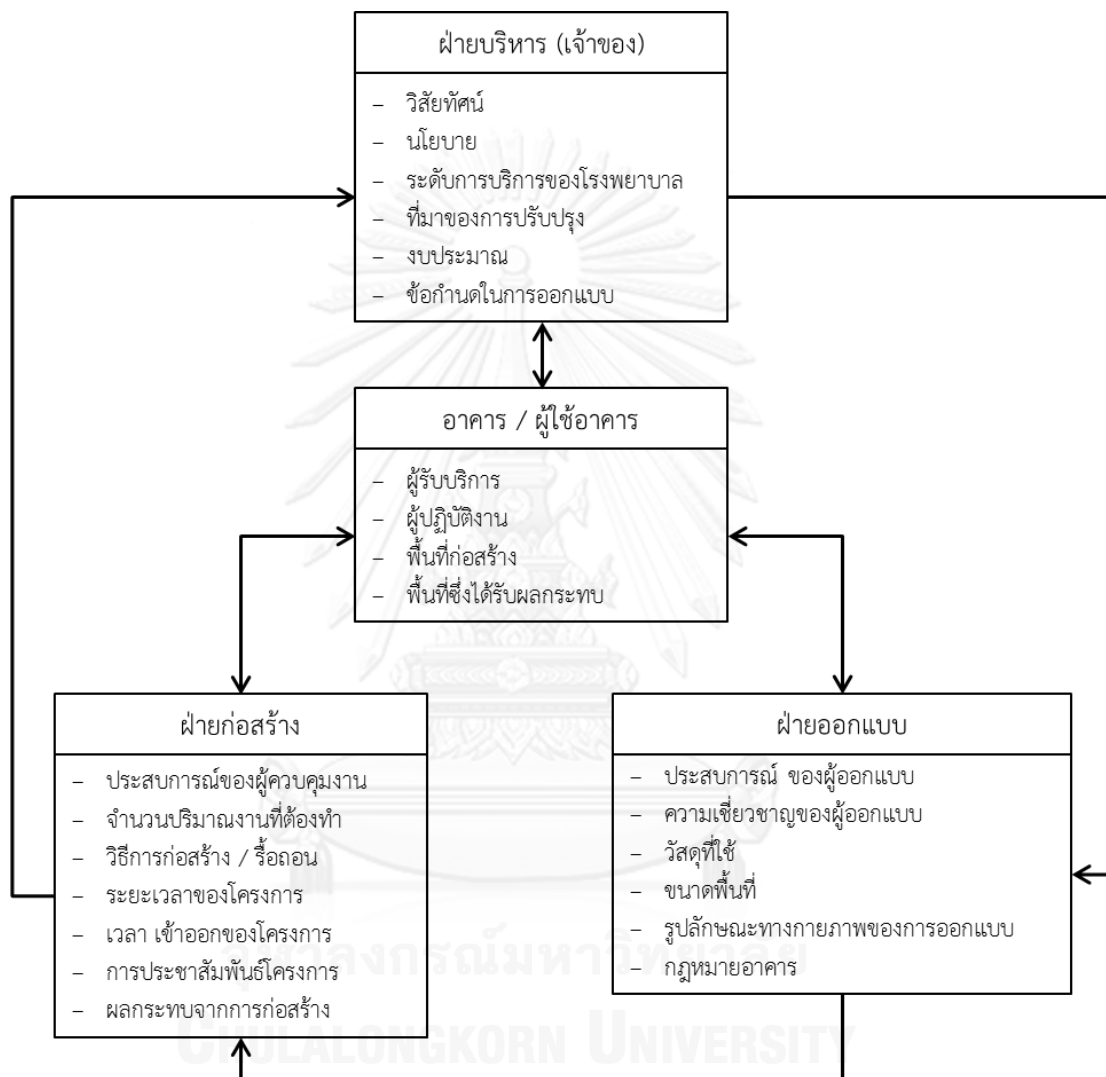 ฝ่ายบริหาร (เจ้าของ)
– วิสัยทัศน์
– นโยบาย
– ระดับการบริการของโรงพยาบาล
– ที่มาของการปรับปรุง
– งบประมาณ
– ข้อกำนดในการออกแบบ
อาคาร / ผู้ใช้อาคาร
– ผู้รับบริการ
– ผู้ปฏิบัติงาน
– พื้นที่ก่อสร้าง
– พื้นที่ซึ่งได้รับผลกระทบ
ฝ่ายก่อสร้าง
– ประสบการณ์ของผู้ควบคุมงาน
– จำนวนปริมาณงานที่ต้องทำ
– วิธีการก่อสร้าง / รื้อถอน
– ระยะเวลาของโครงการ
– เวลา เข้าออกของโครงการ
– การประชาสัมพันธ์โครงการ
– ผลกระทบจากการก่อสร้าง
ฝ่ายออกแบบ
– ประสบการณ์ ของผู้ออกแบบ
– ความเชี่ยวชาญของผู้ออกแบบ
– วัสดุที่ใช้
– ขนาดพื้นที่
– รูปลักษณะทางกายภาพของการออกแบบ
– กฎหมายอาคาร
จุฬาลงกรณ์มหาวิทยาลัย
CHULALONGKORN UNIVERSITY